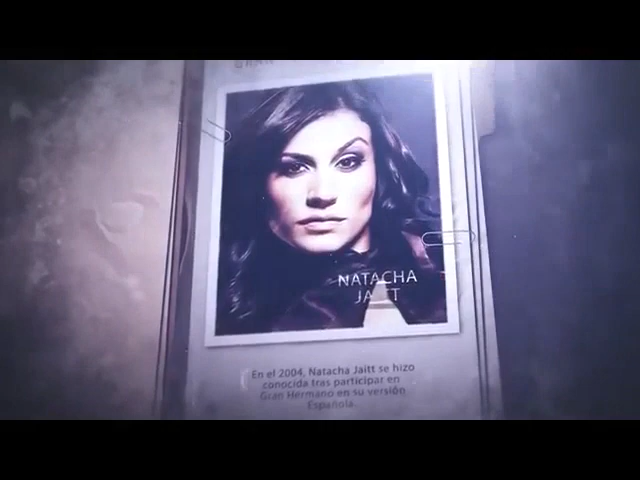 NATACHA
JAITT
En el 2004, Natacha Jaitt se hizo
conocida tras participar en
Gran Hermano en su versión
Española.